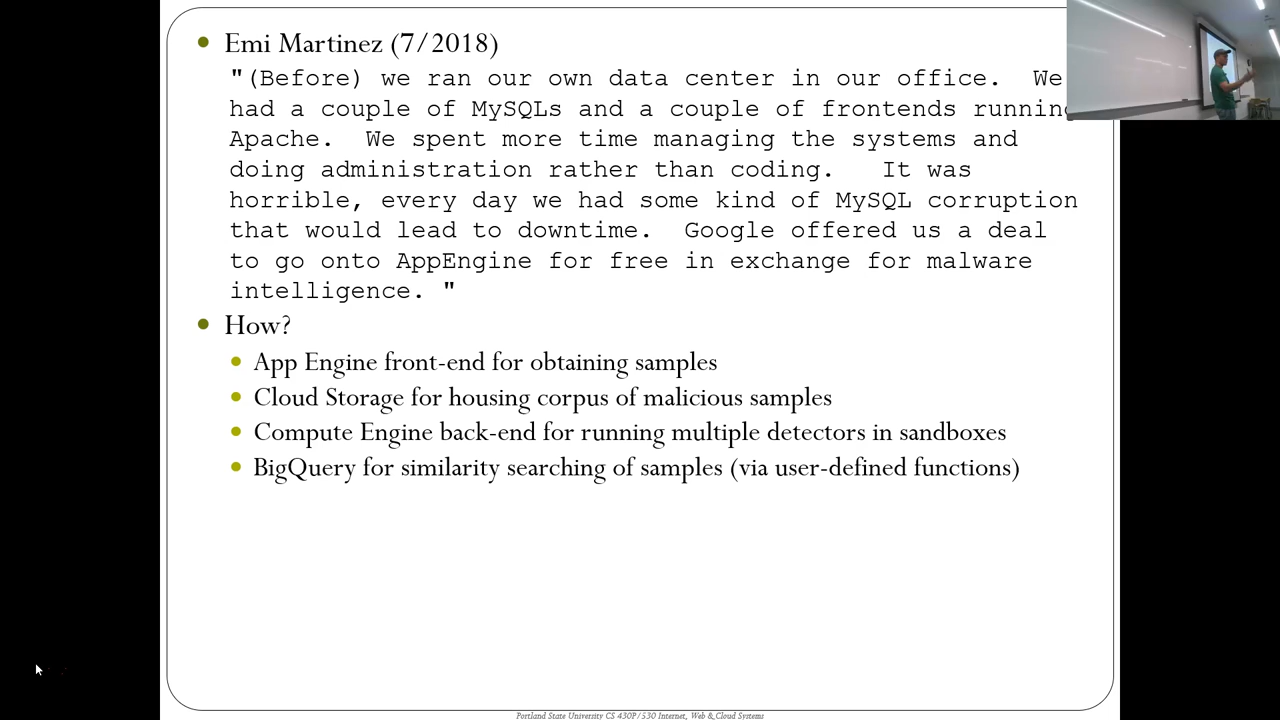 Emi Martinez (7/2018)
"(Before) we ran our own data center in our office. We
had a couple of MySQLs and a couple of frontends running
Apache. We spent more time managing the systems and
doing administration rather than coding. It was
horrible, every day we had some kind of MySQL corruption
that would lead to downtime. Google offered us a deal
to go onto AppEngine for free in exchange for malware
intelligence. "
How?
App Engine front-end for obtaining samples
Cloud Storage for housing corpus of malicious samples
Compute Engine back-end for running multiple detectors in sandboxes
BigQuery for similarity searching of samples (via user-defined functions)
Portland State University CS 430P/530 Internet, Web & Cloud Systems